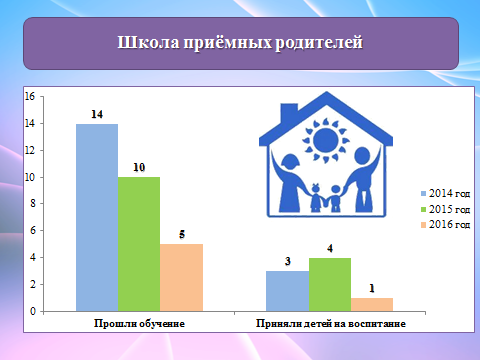 Школа приёмных родителей
16
14
12
10
8
6
4
2
0
14
10
5
3
4
1
Прошли обучение
Приняли детей на воспитание
2014 год
2015 год
2016 год